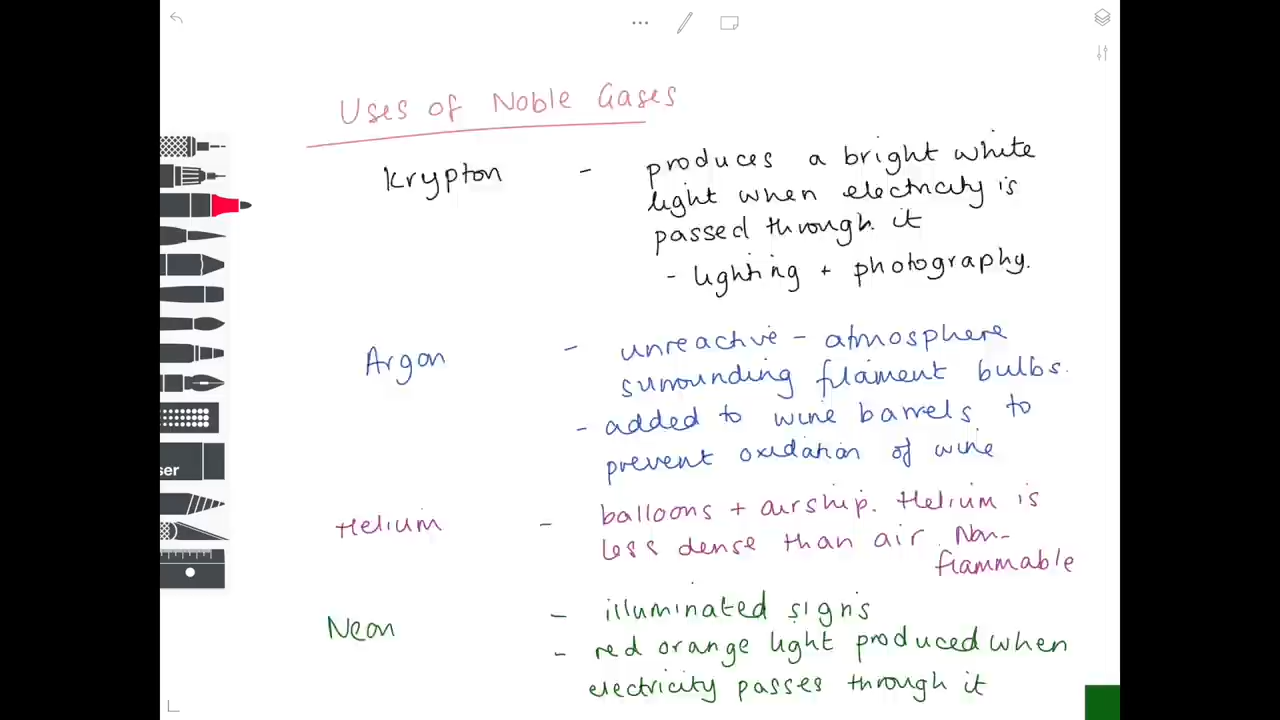 Uses of Noble Gases
Krypton - produces a bright white
light when electricity is
passed through it
- lighting + photography.
Argon - unreactive - atmosphere
surrounding filament bulbs.
- added to wine barrels to
prevent oxidation of wine
Helium - balloons + airship. Helium is
less dense than air. Non-
flammable
Neon - illuminated signs
- red orange light produced when
electricity passes through it
ser